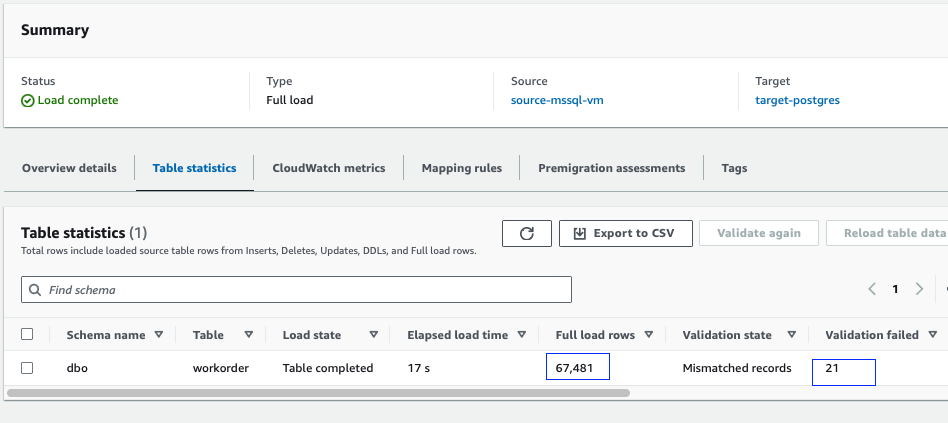 Summary
Status Type Source Target
Load complete Full load source-mssql-vm target-postgres
Overview details Table statistics CloudWatch metrics Mapping rules Premigration assessments Tags
Table statistics (1) Export to CSV Validate again Reload table data
Total rows include loaded source table rows from Inserts, Deletes, Updates, DDLs, and Full load rows.
Find schema 1
Schema name Table Load state Elapsed load time Full load rows Validation state Validation failed
dbo workorder Table completed 17 s 67,481 Mismatched records 21